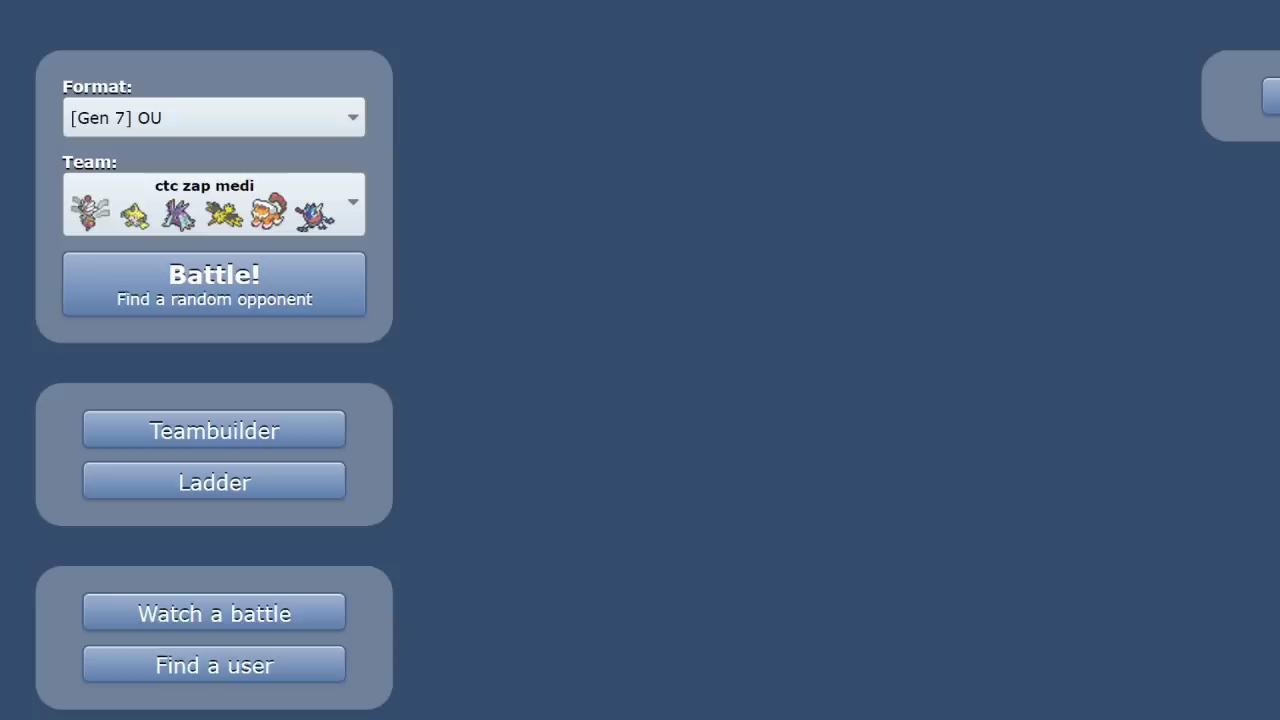 Format:
[Gen 7] OU
Team:
ctc zap medi
Battle!
Find a random opponent
Teambuilder
Ladder
Watch a battle
Find a user